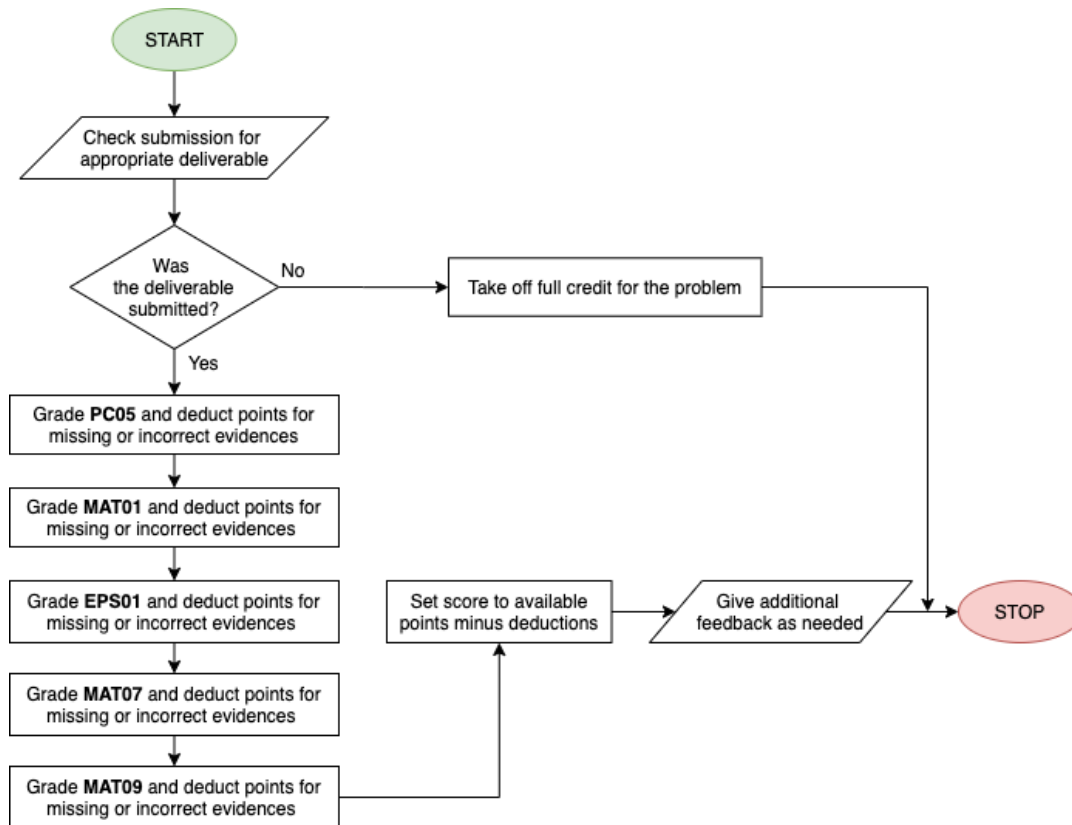 START
Check submission for
appropriate deliverable
Was
the deliverable
submitted?
No
Take off full credit for the problem
Yes
Grade PC05 and deduct points for
missing or incorrect evidences
Grade MAT01 and deduct points for
missing or incorrect evidences
Grade EPS01 and deduct points for
missing or incorrect evidences
Grade MAT07 and deduct points for
missing or incorrect evidences
Grade MAT09 and deduct points for
missing or incorrect evidences
Set score to available
points minus deductions
Give additional
feedback as needed
STOP